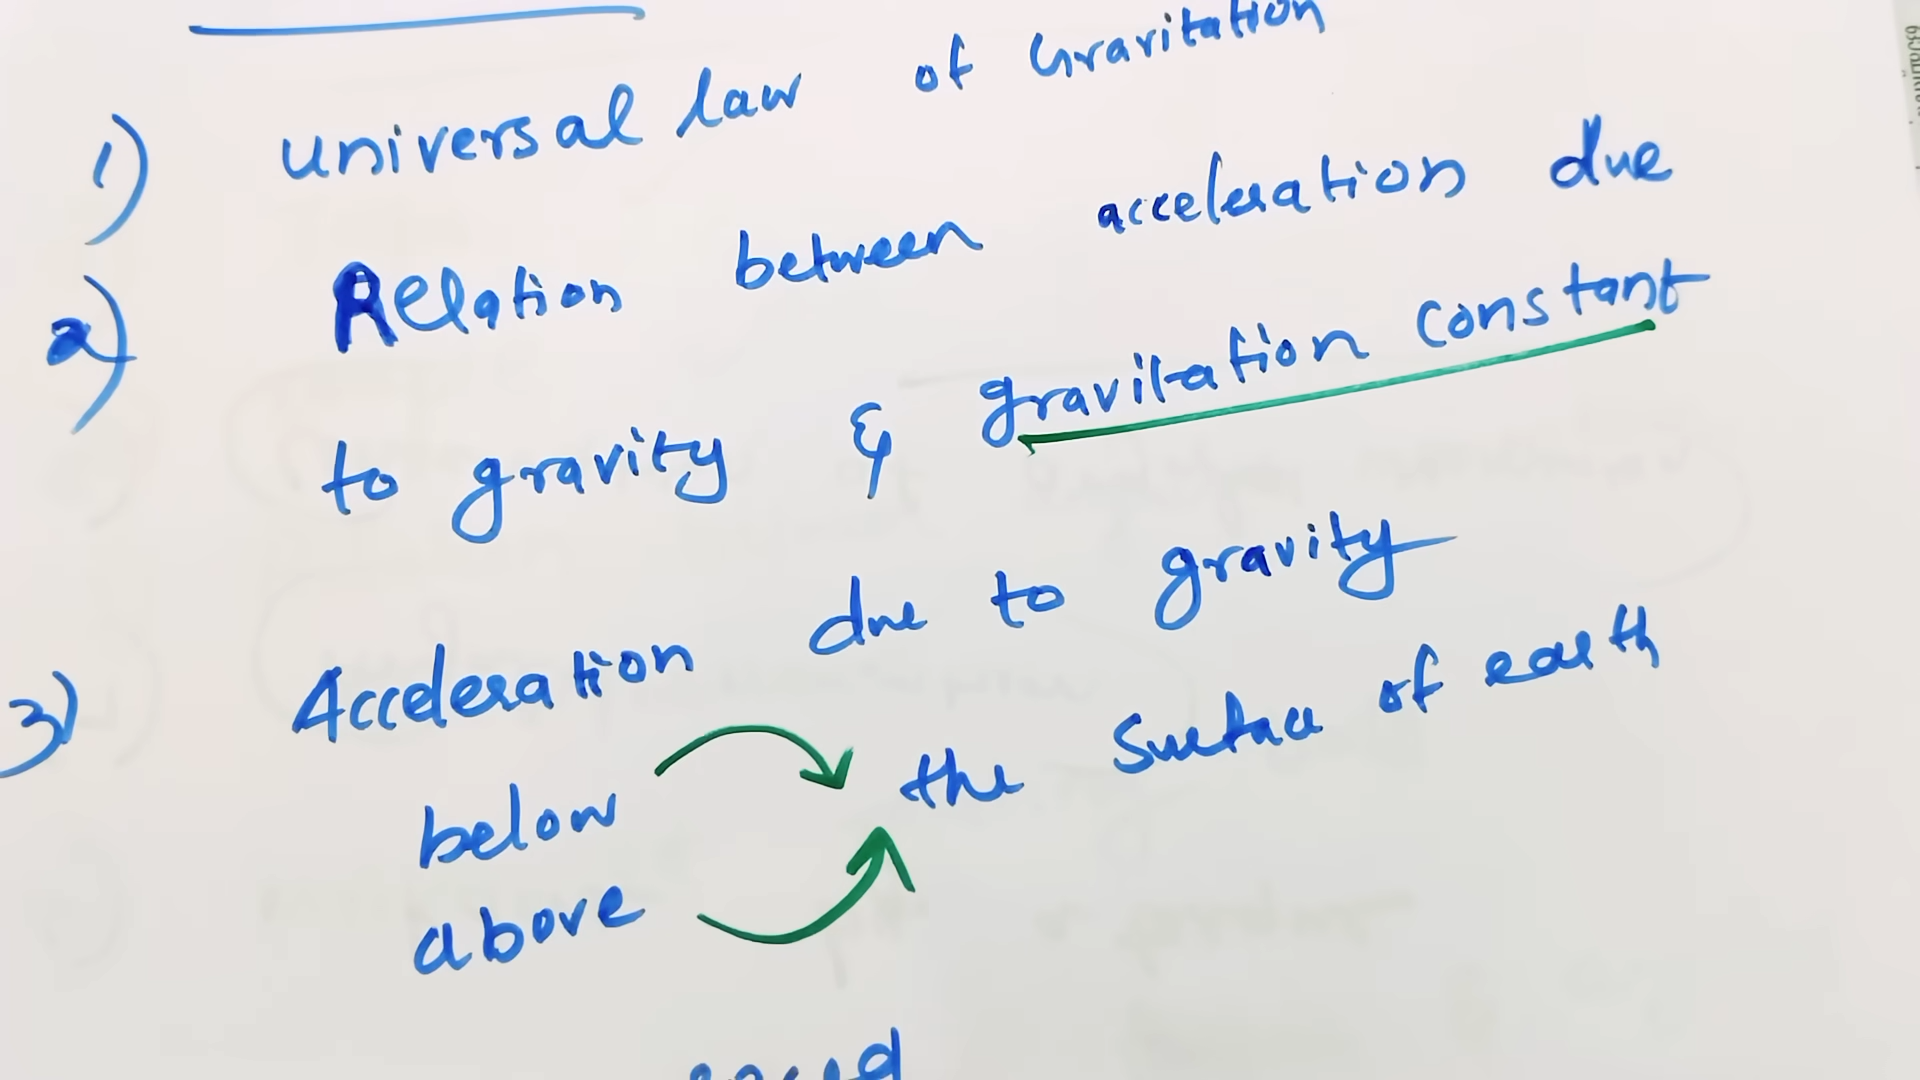 1) universal law of Gravitation
2) Relation between acceleration due
to gravity & gravitation constant
3) Acceleration due to gravity
below the surface of earth
above